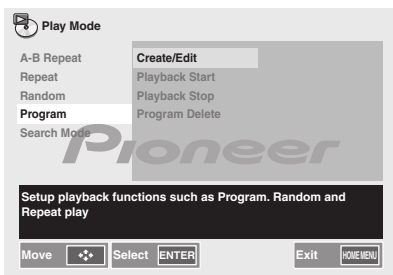 Play Mode
A-B Repeat
Repeat
Random
Program
Search Mode
Create/Edit
Playback Start
Playback Stop
Program Delete
Pioneer
Setup playback functions such as Program. Random and
Repeat play
Move
Select ENTER
Exit HOME MENU